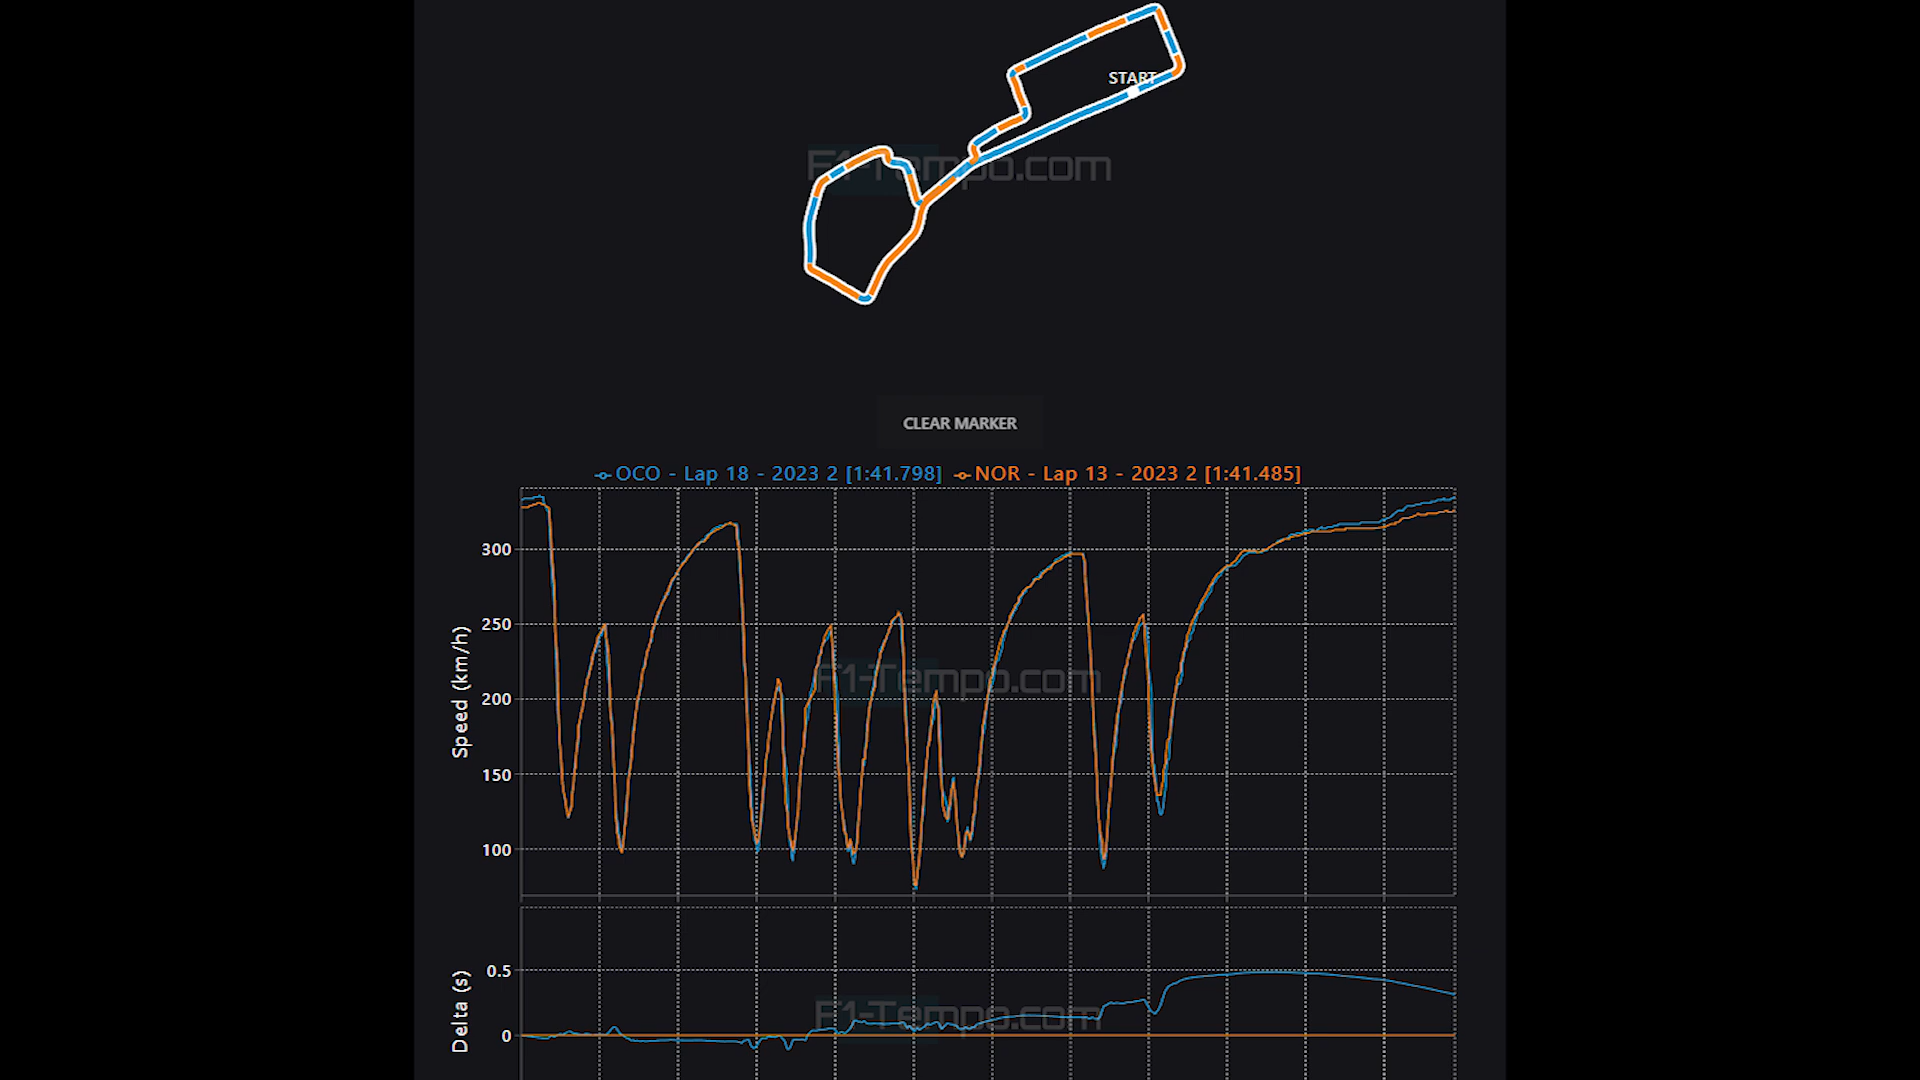 START
F1-Tempo.com
CLEAR MARKER
OCO - Lap 18 - 2023 2 [1:41.798] NOR - Lap 13 - 2023 2 [1:41.485]
300
250
200
150
100
Speed (km/h)
F1-Tempo.com
0.5
0
Delta (s)
F1-Tempo.com